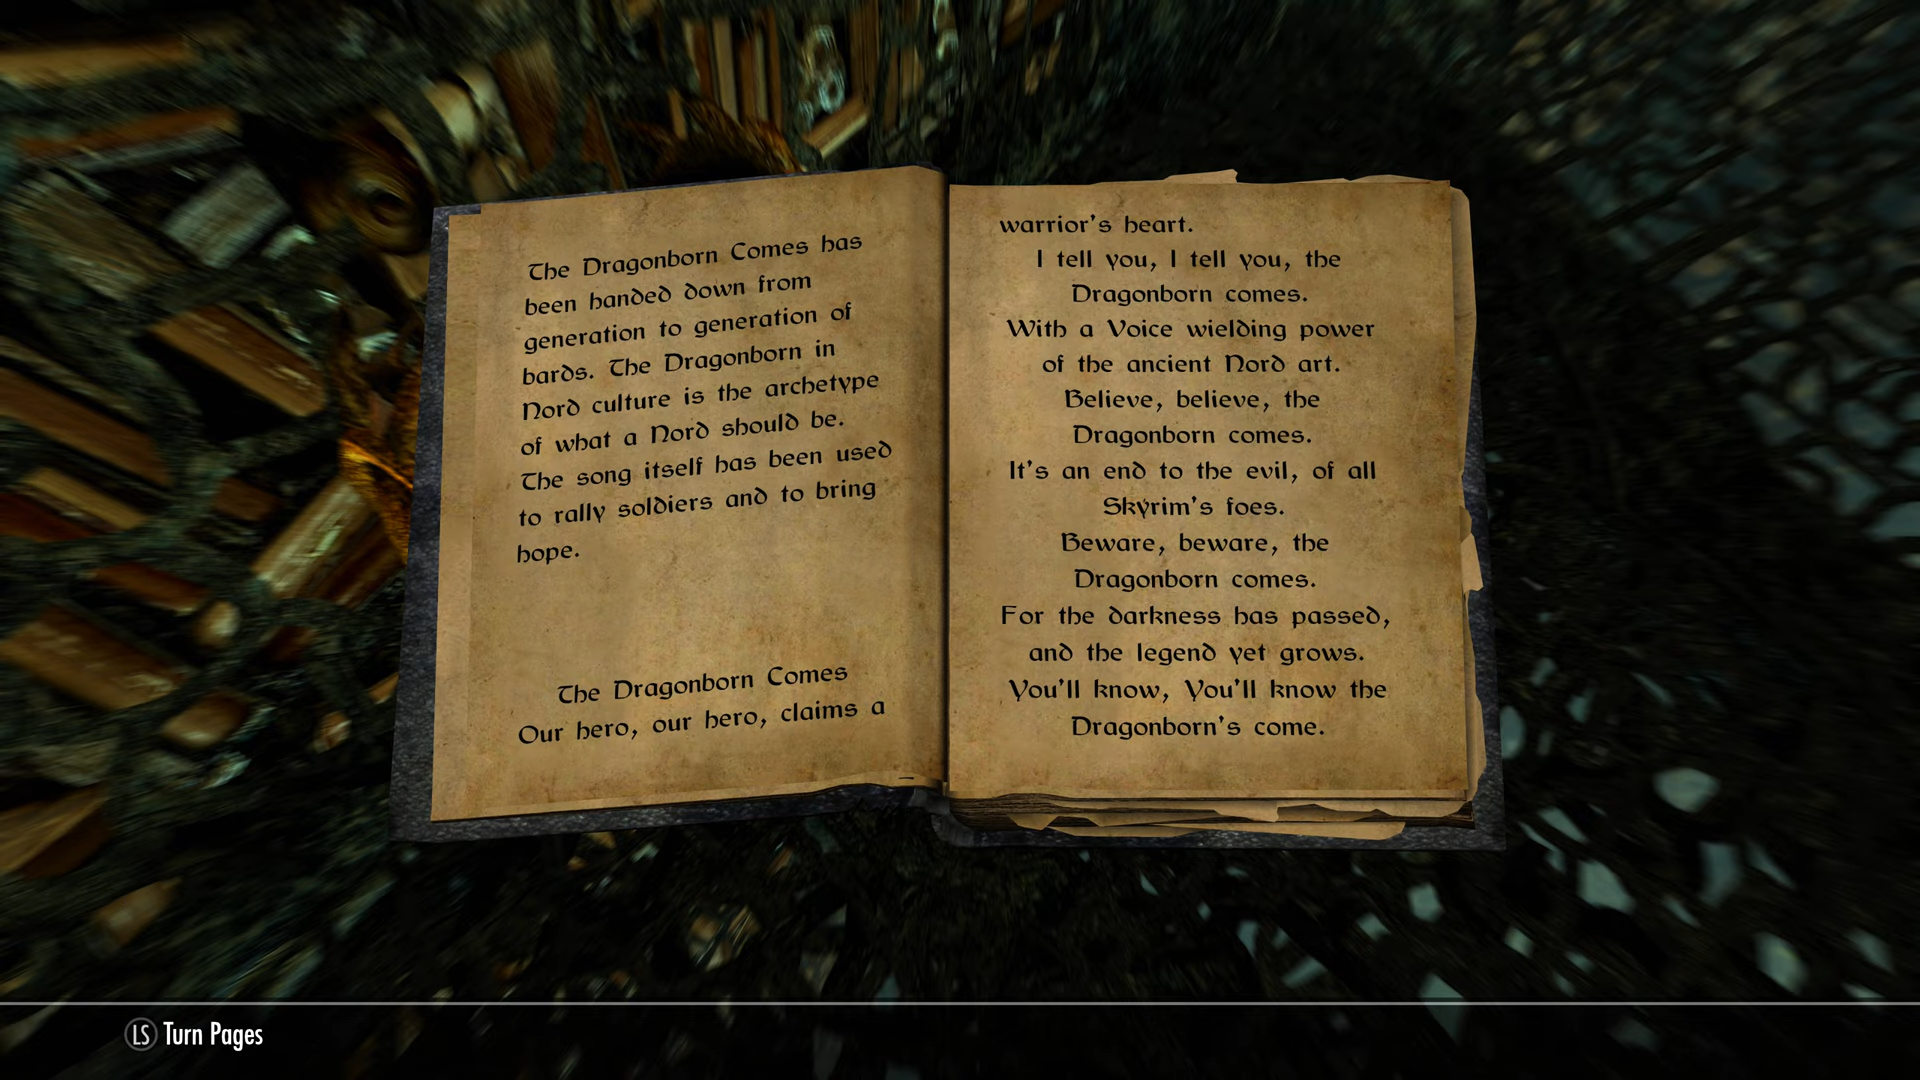 The Dragonborn Comes has
been handed down from
generation to generation of
bards. The Dragonborn in
Nord culture is the archetype
of what a Nord should be.
The song itself has been used
to rally soldiers and to bring
hope.
The Dragonborn Comes
Our hero, our hero, claims a
warrior's heart.
I tell you, I tell you, the
Dragonborn comes.
With a Voice wielding power
of the ancient Nord art.
Believe, believe, the
Dragonborn comes.
It's an end to the evil, of all
Skyrim's foes.
Beware, beware, the
Dragonborn comes.
For the darkness has passed,
and the legend yet grows.
You'll know, You'll know the
Dragonborn's come.
LS Turn Pages